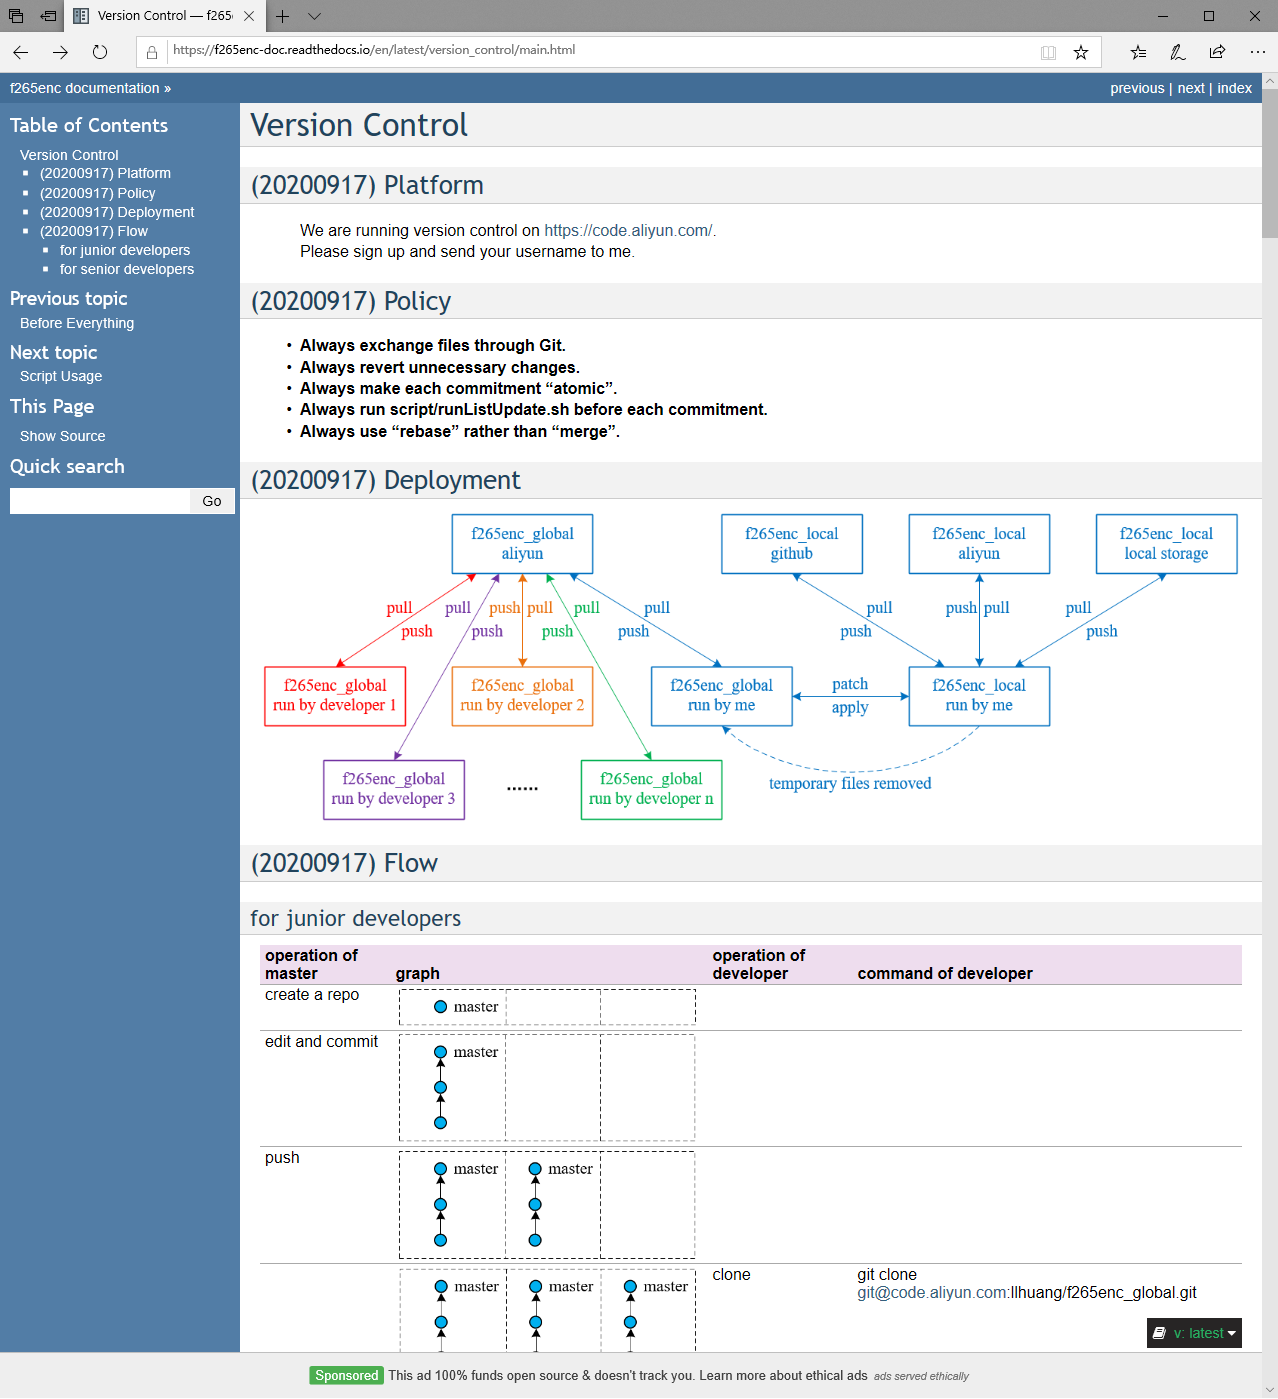 Version Control — f265
https://f265enc-doc.readthedocs.io/en/latest/version_control/main.html
f265enc documentation »
previous | next | index
Table of Contents
Version Control
(20200917) Platform
(20200917) Policy
(20200917) Deployment
(20200917) Flow
for junior developers
for senior developers
Previous topic
Before Everything
Next topic
Script Usage
This Page
Show Source
Quick search
Go
Version Control
(20200917) Platform
We are running version control on https://code.aliyun.com/.
Please sign up and send your username to me.
(20200917) Policy
• Always exchange files through Git.
• Always revert unnecessary changes.
• Always make each commitment “atomic”.
• Always run script/runListUpdate.sh before each commitment.
• Always use “rebase” rather than “merge”.
(20200917) Deployment
f265enc_global
aliyun
f265enc_local
github
f265enc_local
aliyun
f265enc_local
local storage
pull
push
pull
push
push pull
pull
push
pull
push
pull
push
push pull
pull
push
f265enc_global
run by developer 1
f265enc_global
run by developer 2
f265enc_global
run by me
patch
apply
f265enc_local
run by me
f265enc_global
run by developer 3
......
f265enc_global
run by developer n
temporary files removed
(20200917) Flow
for junior developers
operation of
master
graph
operation of
developer
command of developer
create a repo
master
edit and commit
master
push
master
master
master
master
master
clone
git clone
git@code.aliyun.com:llhuang/f265enc_global.git
v: latest
Sponsored This ad 100% funds open source & doesn't track you. Learn more about ethical ads ads served ethically